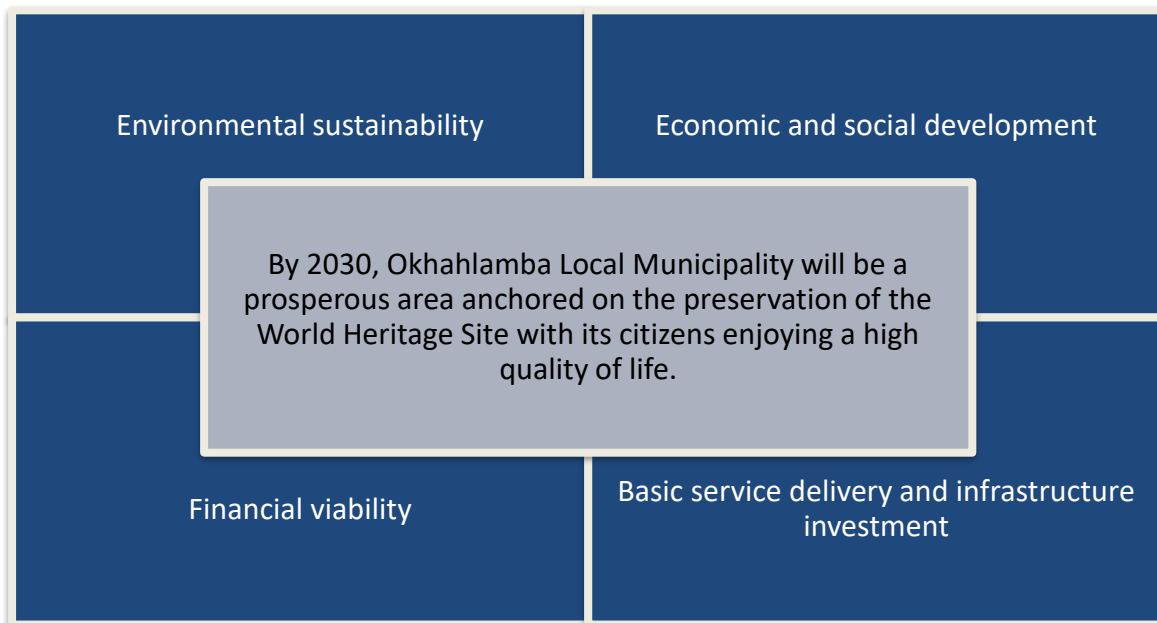 Environmental sustainability
Economic and social development
By 2030, Okhahlamba Local Municipality will be a
prosperous area anchored on the preservation of the
World Heritage Site with its citizens enjoying a high
quality of life.
Financial viability
Basic service delivery and infrastructure
investment